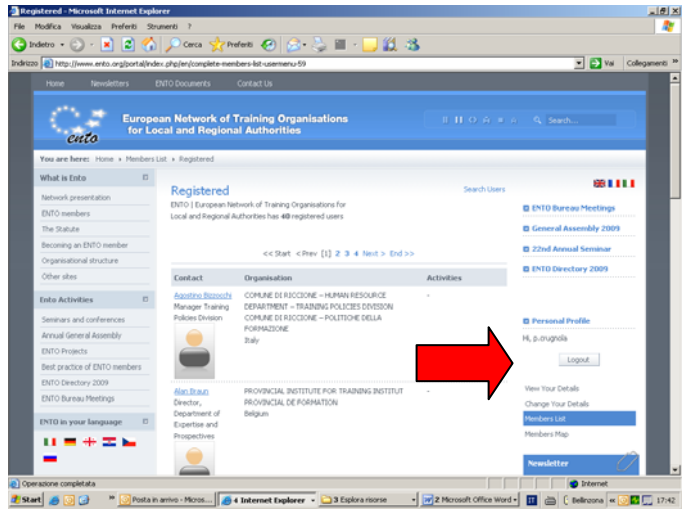 Registered - Microsoft Internet Explorer
File Modifica Visualizza Preferiti Strumenti ?
Indietro Cerca Preferiti
Indirizzo http://www.ento.org/portal/index.php/en/complete-members-list-usermenu-59 Vai Collegamenti »
Home Newsletters ENTO Documents Contact Us
ento
European Network of Training Organisations
for Local and Regional Authorities
Search...
You are here: Home Members List Registered
What is Ento
Network presentation
ENTO members
The Statute
Becoming an ENTO member
Organisational structure
Other sites
Ento Activities
Seminars and conferences
Annual General Assembly
ENTO Projects
Best practice of ENTO members
ENTO Directory 2009
ENTO Bureau Meetings
ENTO in your language
Registered
Search Users
ENTO | European Network of Training Organisations for
Local and Regional Authorities has 40 registered users
<< Start < Prev [1] 2 3 4 Next > End >>
Contact Organisation Activities
Agostino Bizzocchi
Manager Training
Policies Division
COMUNE DI RICCIONE – HUMAN RESOURCE
DEPARTMENT – TRAINING POLICIES DIVISION
COMUNE DI RICCIONE – POLITICHE DELLA
FORMAZIONE
Italy
-
Alan Braun
Director,
Department of
Expertise and
Prospectives
PROVINCIAL INSTITUTE FOR TRAINING INSTITUT
PROVINCIAL DE FORMATION
Belgium
-
ENTO Bureau Meetings
General Assembly 2009
22nd Annual Seminar
ENTO Directory 2009
Personal Profile
Hi, p.crugnola
Logout
View Your Details
Change Your Details
Members List
Members Map
Newsletter
Operazione completata Internet
Start » Posta in arrivo - Micros... 4 Internet Explorer 3 Esplora risorse 2 Microsoft Office Word IT Bellinzona « 17:42